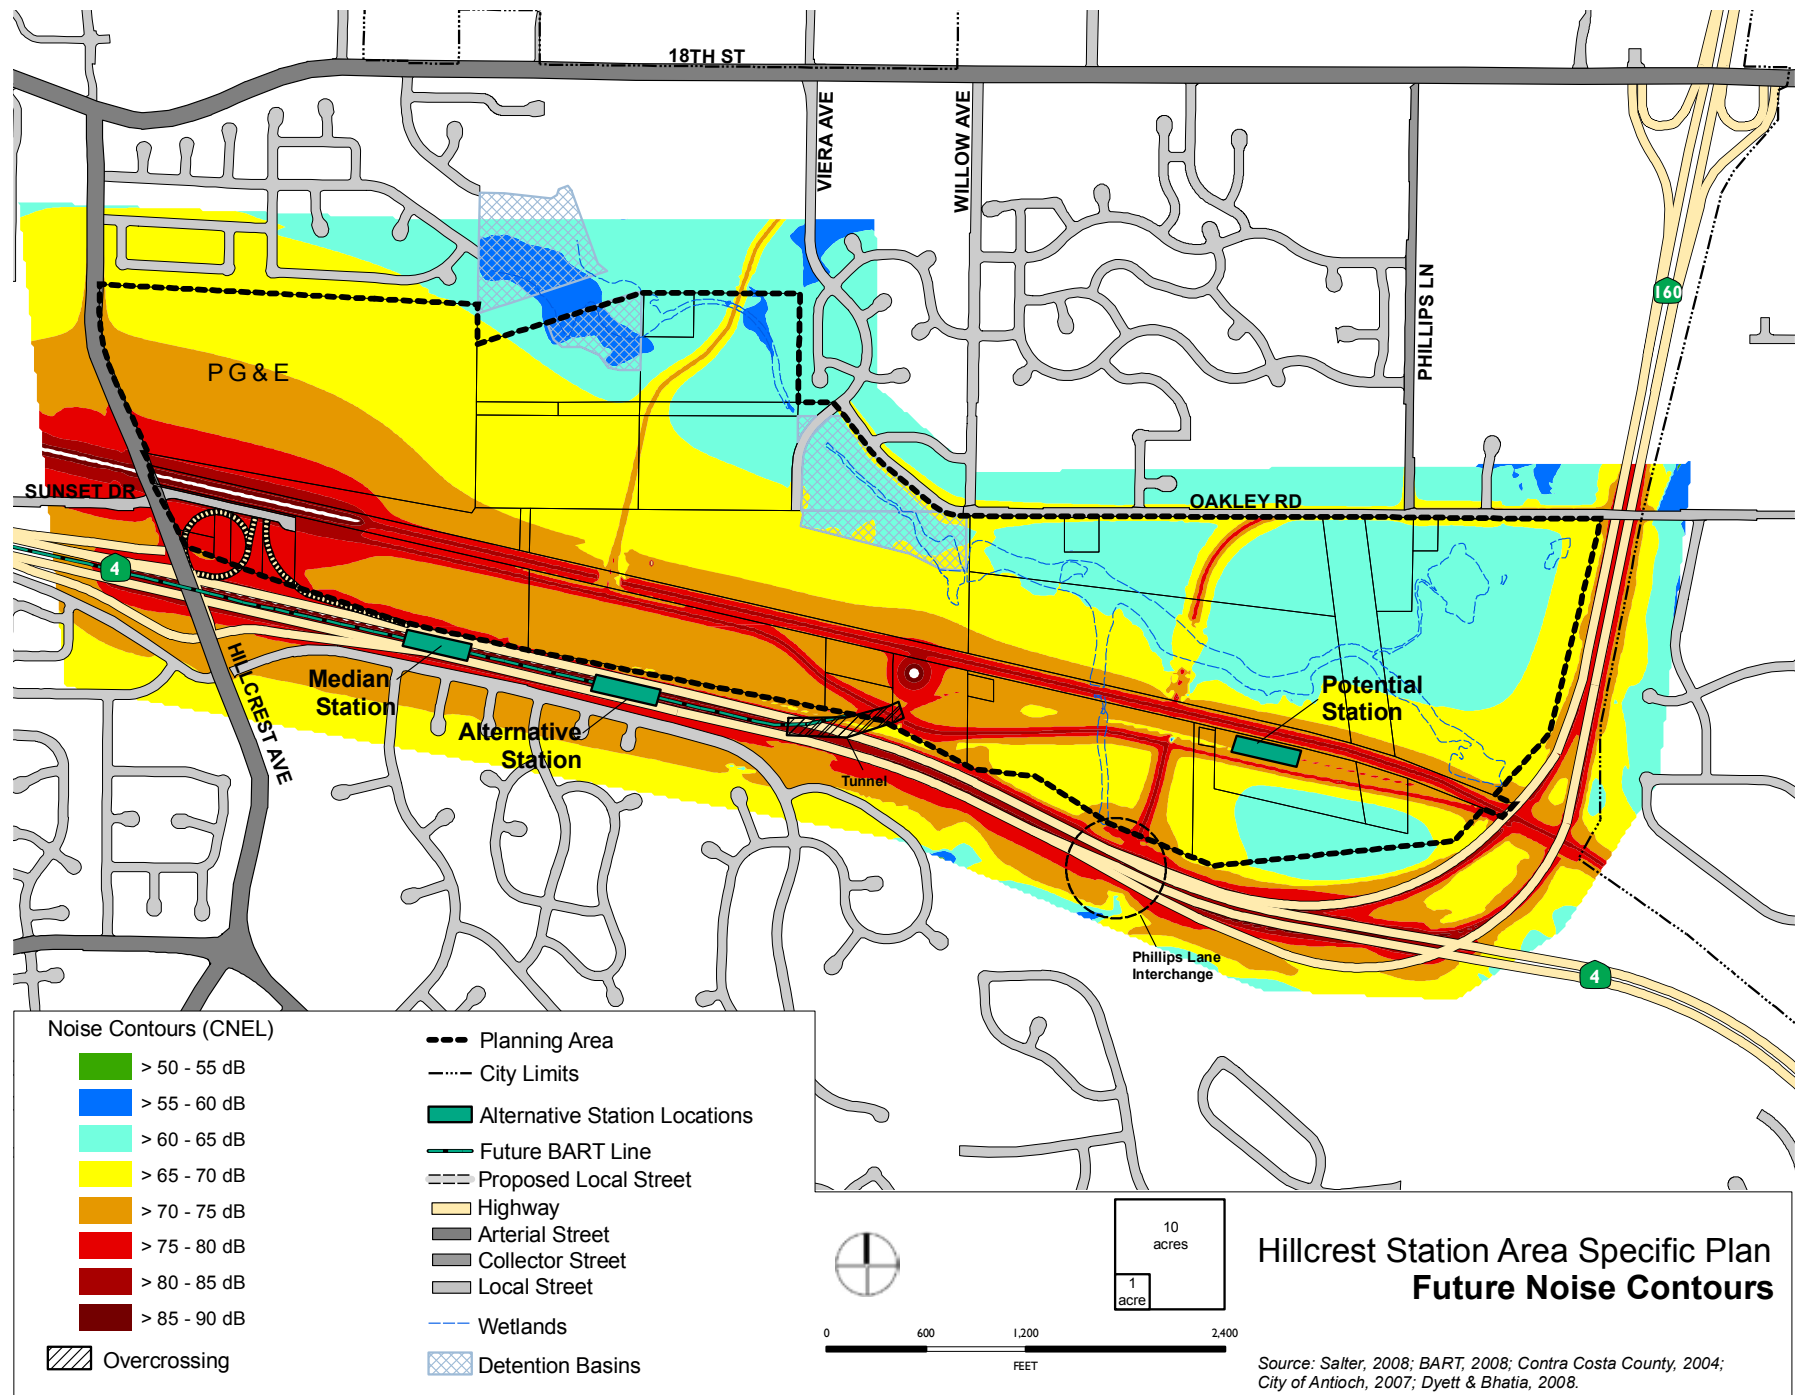 18TH ST
VIERA AVE
WILLOW AVE
PHILLIPS LN
160
PG&E
SUNSET DR
OAKLEY RD
4
HILLCREST AVE
Median
Station
Alternative
Station
Tunnel
Potential
Station
Phillips Lane
Interchange
4
Noise Contours (CNEL)
> 50 - 55 dB
> 55 - 60 dB
> 60 - 65 dB
> 65 - 70 dB
> 70 - 75 dB
> 75 - 80 dB
> 80 - 85 dB
> 85 - 90 dB
Overcrossing
Planning Area
City Limits
Alternative Station Locations
Future BART Line
Proposed Local Street
Highway
Arterial Street
Collector Street
Local Street
Wetlands
Detention Basins
10
acres
1
acre
0 600 1,200 2,400
FEET
Hillcrest Station Area Specific Plan
Future Noise Contours
Source: Salter, 2008; BART, 2008; Contra Costa County, 2004;
City of Antioch, 2007; Dyett & Bhatia, 2008.